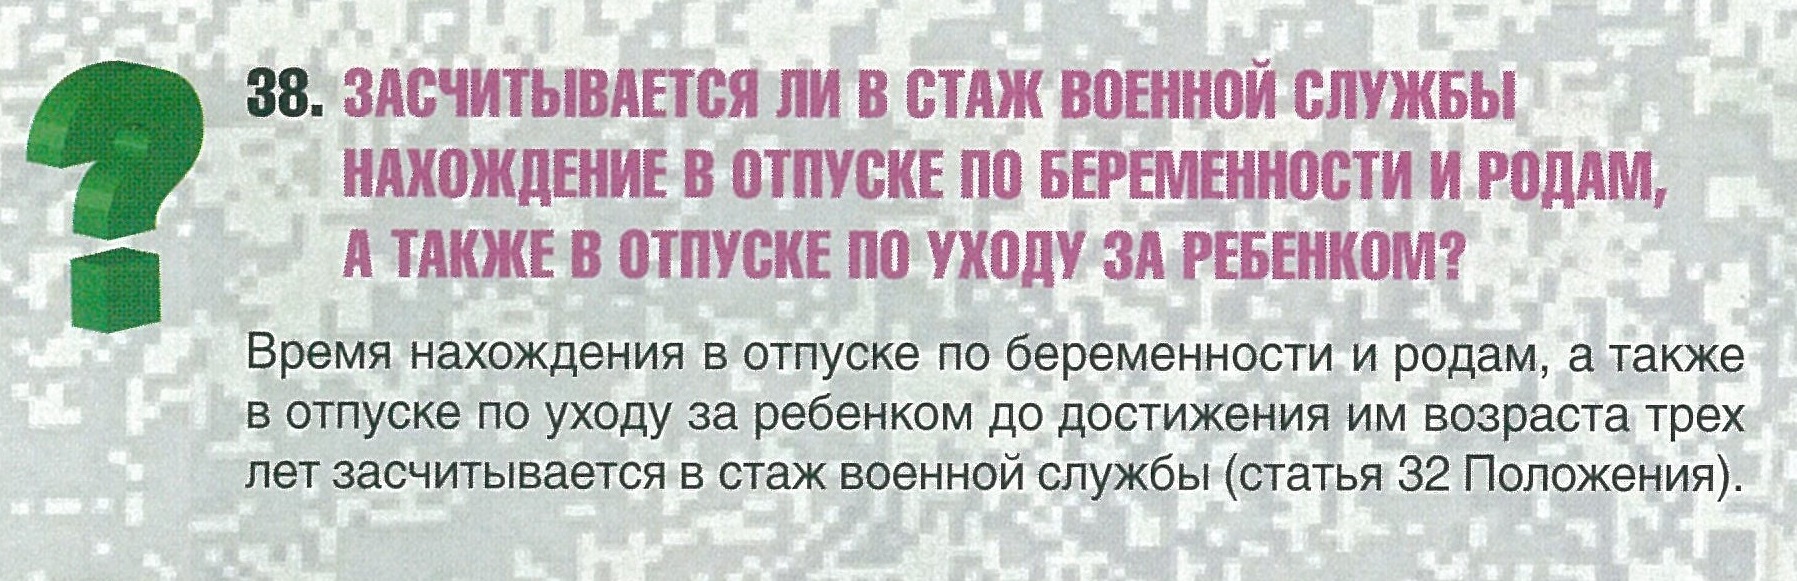 38. ЗАСЧИТЫВАЕТСЯ ЛИ В СТАЖ ВОЕННОЙ СЛУЖБЫ
НАХОЖДЕНИЕ В ОТПУСКЕ ПО БЕРЕМЕННОСТИ И РОДАМ,
А ТАКЖЕ В ОТПУСКЕ ПО УХОДУ ЗА РЕБЕНКОМ?
Время нахождения в отпуске по беременности и родам, а также
в отпуске по уходу за ребенком до достижения им возраста трех
лет засчитывается в стаж военной службы (статья 32 Положения).